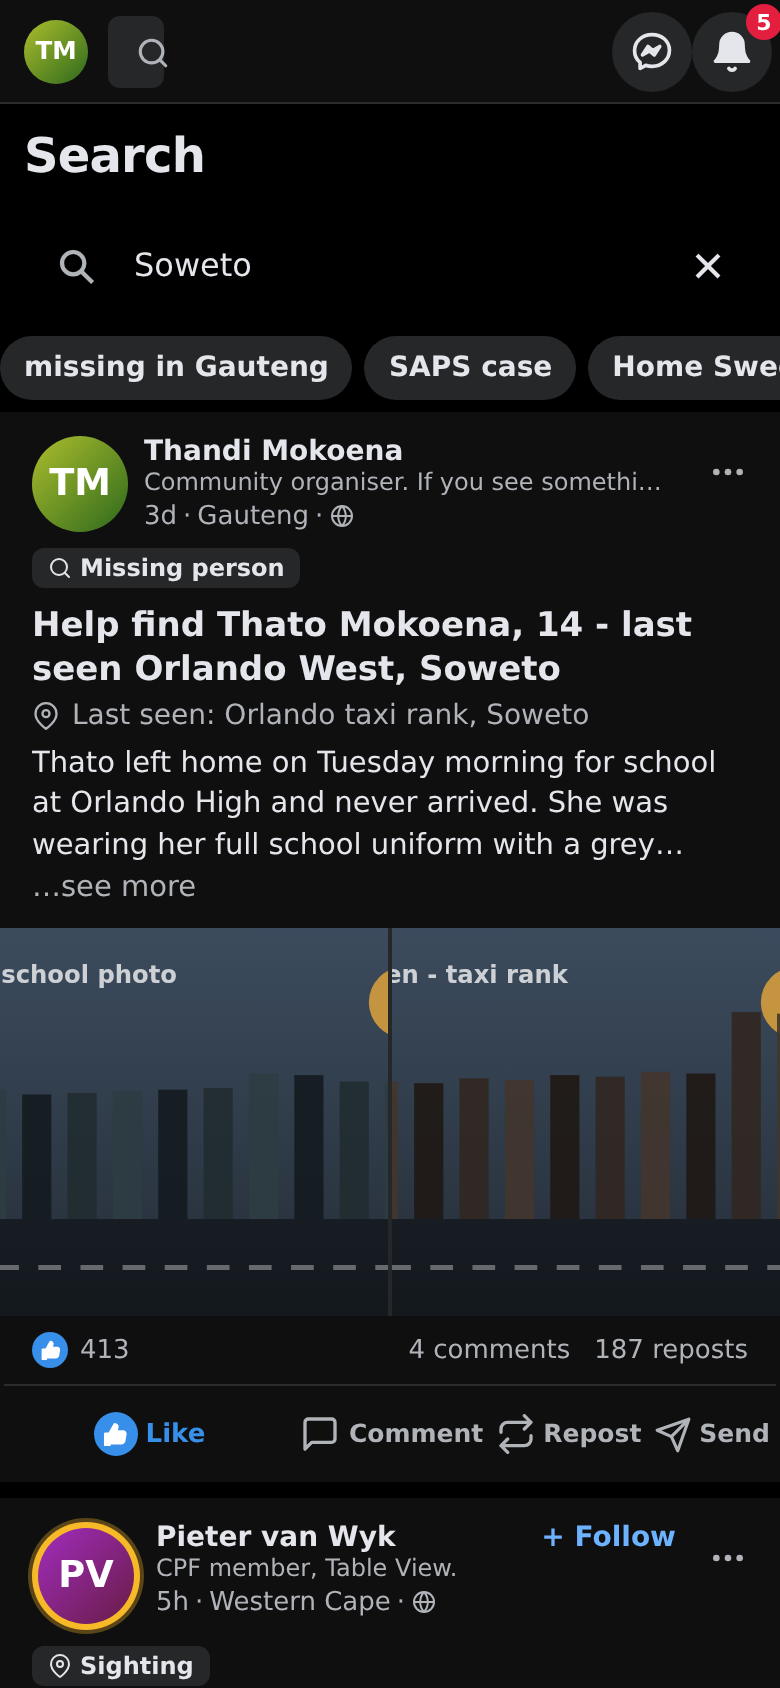 TM
5
Search
Soweto
missing in Gauteng
SAPS case
Home Swe
TM
Thandi Mokoena
Community organiser. If you see somethi...
3d · Gauteng ·
Missing person
Help find Thato Mokoena, 14 - last
seen Orlando West, Soweto
Last seen: Orlando taxi rank, Soweto
Thato left home on Tuesday morning for school
at Orlando High and never arrived. She was
wearing her full school uniform with a grey...
...see more
school photo
en - taxi rank
413
4 comments 187 reposts
Like
Comment
Repost
Send
PV
Pieter van Wyk
+ Follow
CPF member, Table View.
5h · Western Cape ·
Sighting